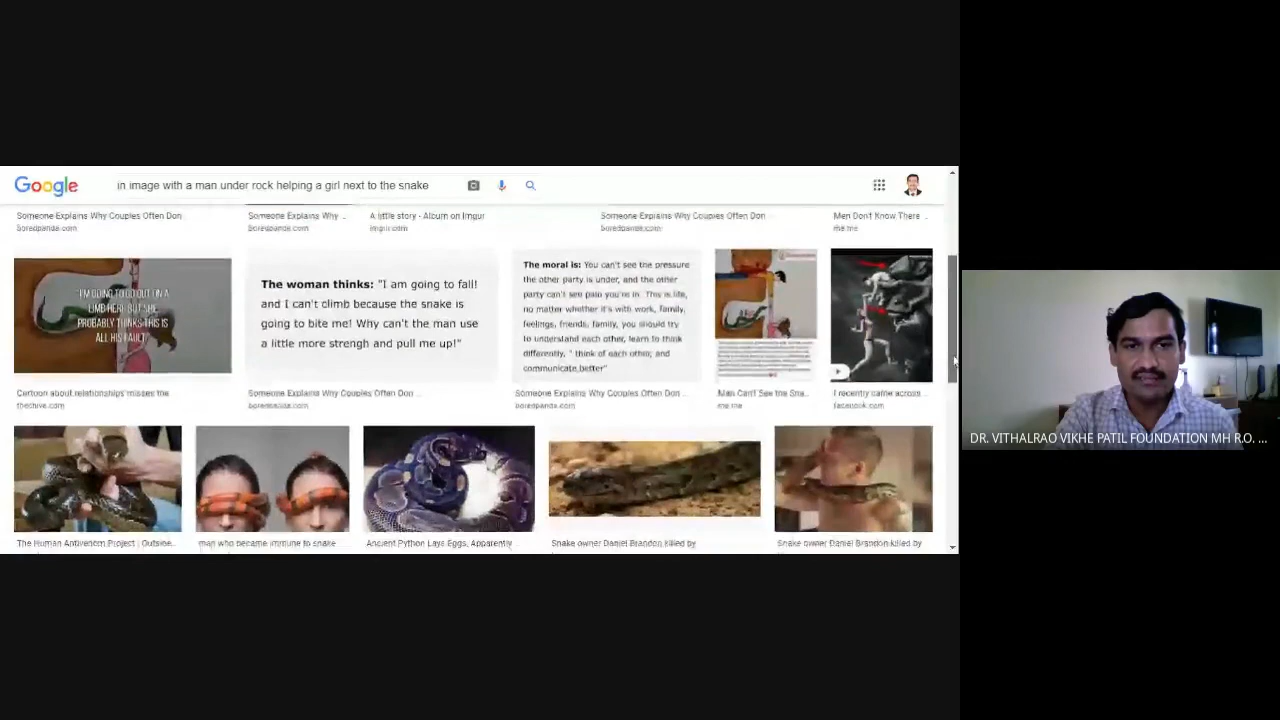 Google
in image with a man under rock helping a girl next to the snake
Someone Explains Why Couples Often Don
boredpanda.com
Someone Explains Why ...
boredpanda.com
A little story - Album on Imgur
imgur.com
Someone Explains Why Couples Often Don ...
boredpanda.com
Men Don't Know There ...
me.me
"I'M GOING TO GO OUT ON A
LIMB HERE BUT SHE
PROBABLY THINKS THIS IS
ALL HIS FAULT."
Cartoon about relationships misses the
thechive.com
The woman thinks: "I am going to fall!
and I can't climb because the snake is
going to bite me! Why can't the man use
a little more strengh and pull me up!"
Someone Explains Why Couples Often Don ...
boredpanda.com
The moral is: You can't see the pressure
the other party is under, and the other
party can't see pain you're in. This is life,
no matter whether it's with work, family,
feelings, friends, family, you should try
to understand each other, learn to think
differently, " think of each other, and
communicate better"
Someone Explains Why Couples Often Don ...
boredpanda.com
Man Can't See the Sna...
me.me
I recently came across ...
facebook.com
The Human Antivenom Project | Outside...
man who became immune to snake
Ancient Python Lays Eggs, Apparently ...
Snake owner Daniel Brandon killed by
Snake owner Daniel Brandon killed by
DR. VITHALRAO VIKHE PATIL FOUNDATION MH R.O. ...